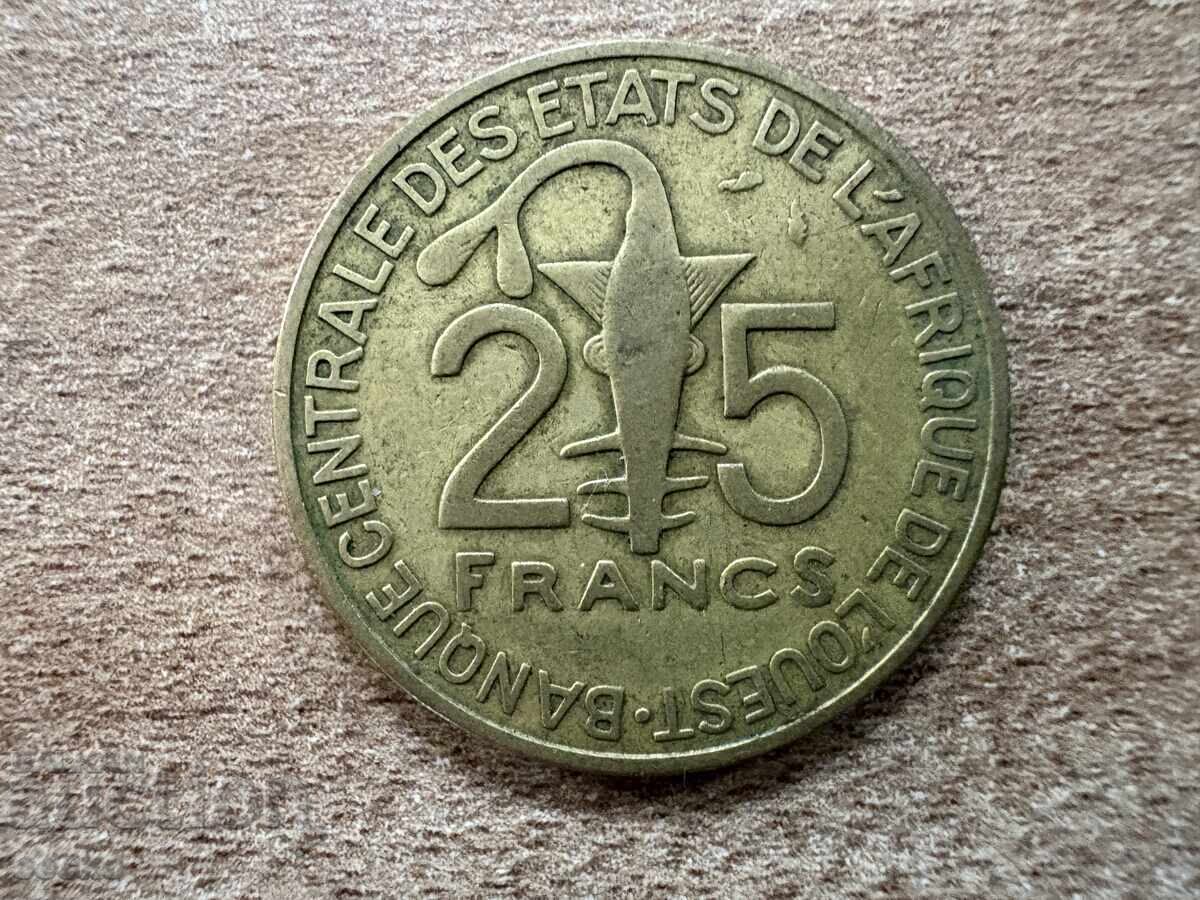 BANQUE CENTRALE DES ETATS DE L'AFRIQUE DE L'OUEST ·
25
FRANCS